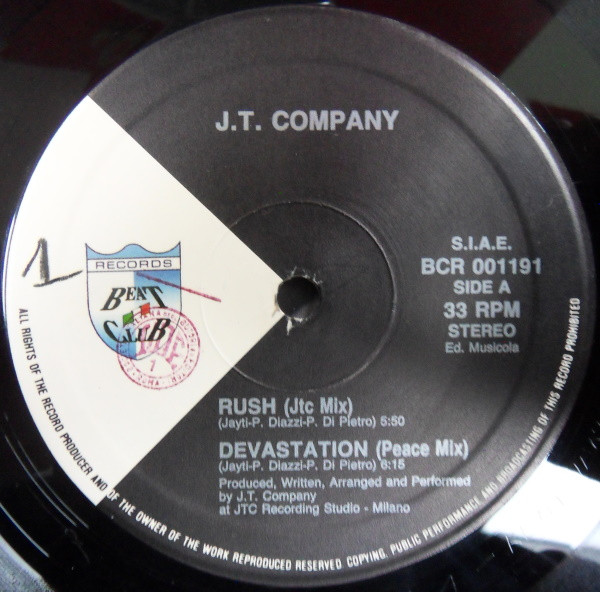 J.T. COMPANY
S.I.A.E.
BCR 001191
SIDE A
33 RPM
STEREO
Ed. Musicola
1
RECORDS
BEAT
CLUB
1
RUSH (Jtc Mix)
(Jayti-P. Diazzi-P. Di Pietro) 5:50
DEVASTATION (Peace Mix)
(Jayti-P. Diazzi-P. Di Pietro) 6:15
Produced, Written, Arranged and Performed
by J.T. Company
at JTC Recording Studio - Milano
ALL RIGHTS OF THE RECORD PRODUCER AND OF THE OWNER OF THE WORK REPRODUCED RESERVED COPYING, PUBLIC PERFORMANCE AND BROADCASTING OF THIS RECORD PROHIBITED